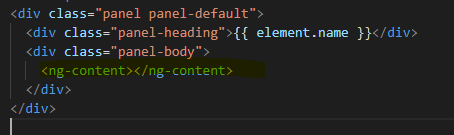 <div class="panel panel-default">
<div class="panel-heading">{{ element.name }}</div>
<div class="panel-body">
<ng-content></ng-content>
</div>
</div>